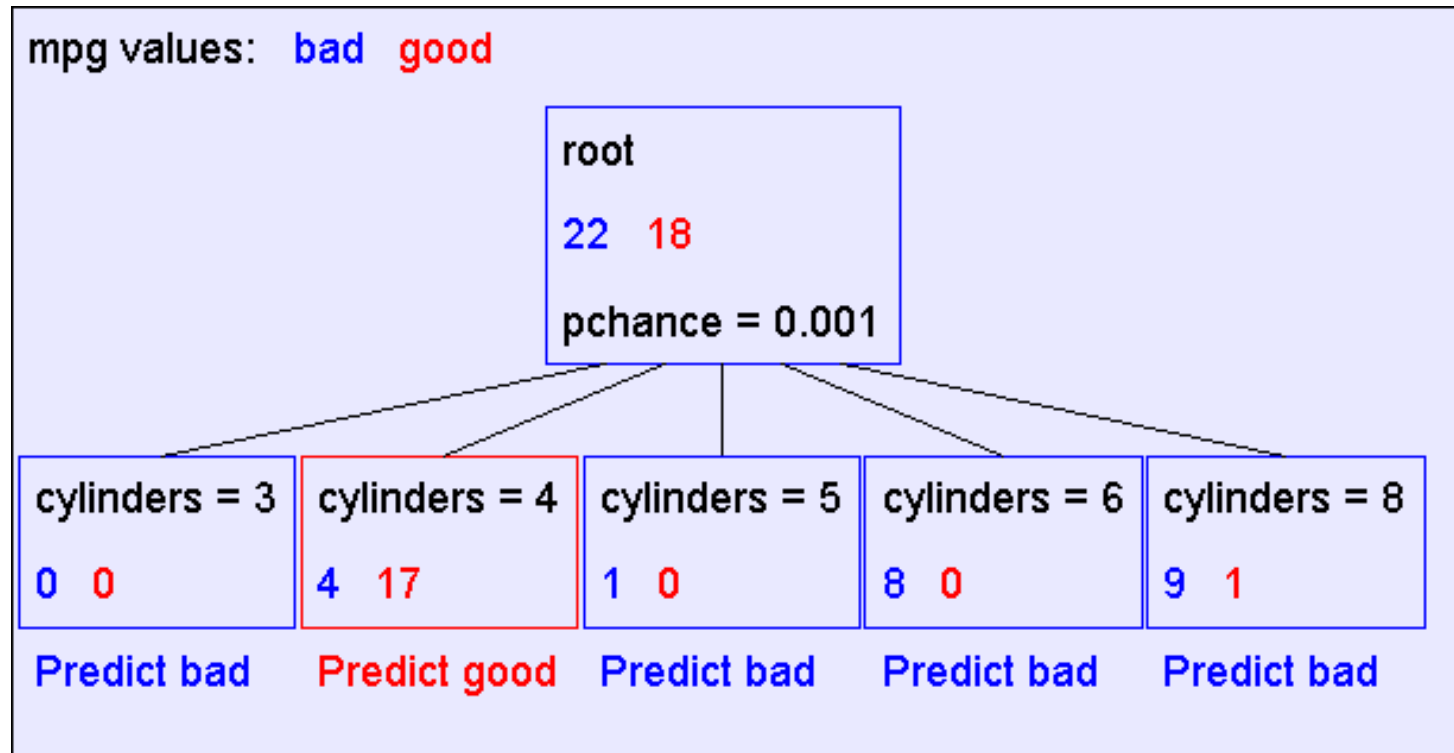 mpg values: bad good
root
22 18
pchance = 0.001
cylinders = 3 cylinders = 4 cylinders = 5 cylinders = 6 cylinders = 8
0 0 4 17 1 0 8 0 9 1
Predict bad Predict good Predict bad Predict bad Predict bad